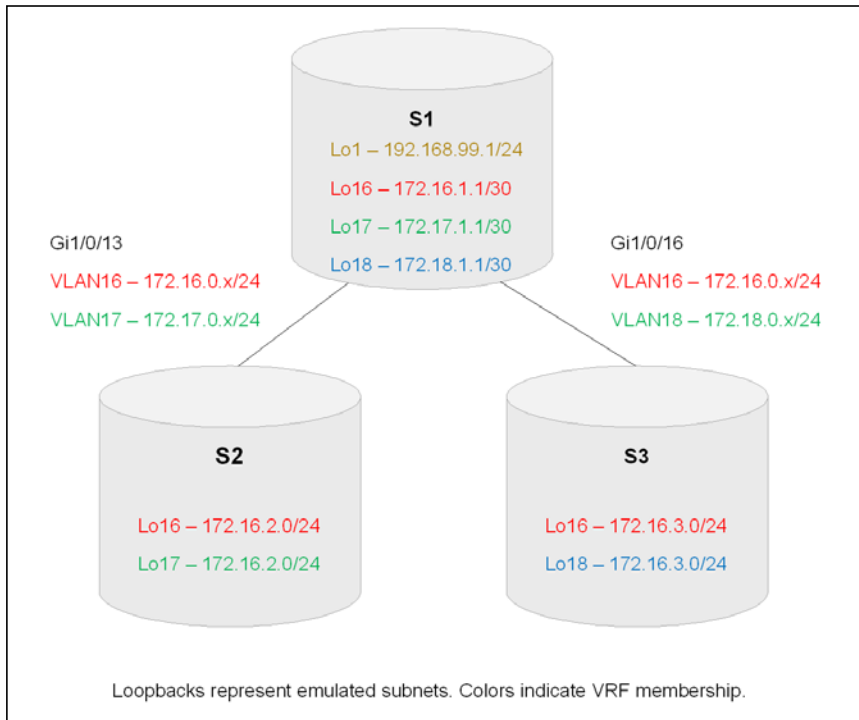 S1
Lo1 – 192.168.99.1/24
Lo16 – 172.16.1.1/30
Lo17 – 172.17.1.1/30
Lo18 – 172.18.1.1/30
Gi1/0/13
VLAN16 – 172.16.0.x/24
VLAN17 – 172.17.0.x/24
Gi1/0/16
VLAN16 – 172.16.0.x/24
VLAN18 – 172.18.0.x/24
S2
Lo16 – 172.16.2.0/24
Lo17 – 172.16.2.0/24
S3
Lo16 – 172.16.3.0/24
Lo18 – 172.16.3.0/24
Loopbacks represent emulated subnets. Colors indicate VRF membership.